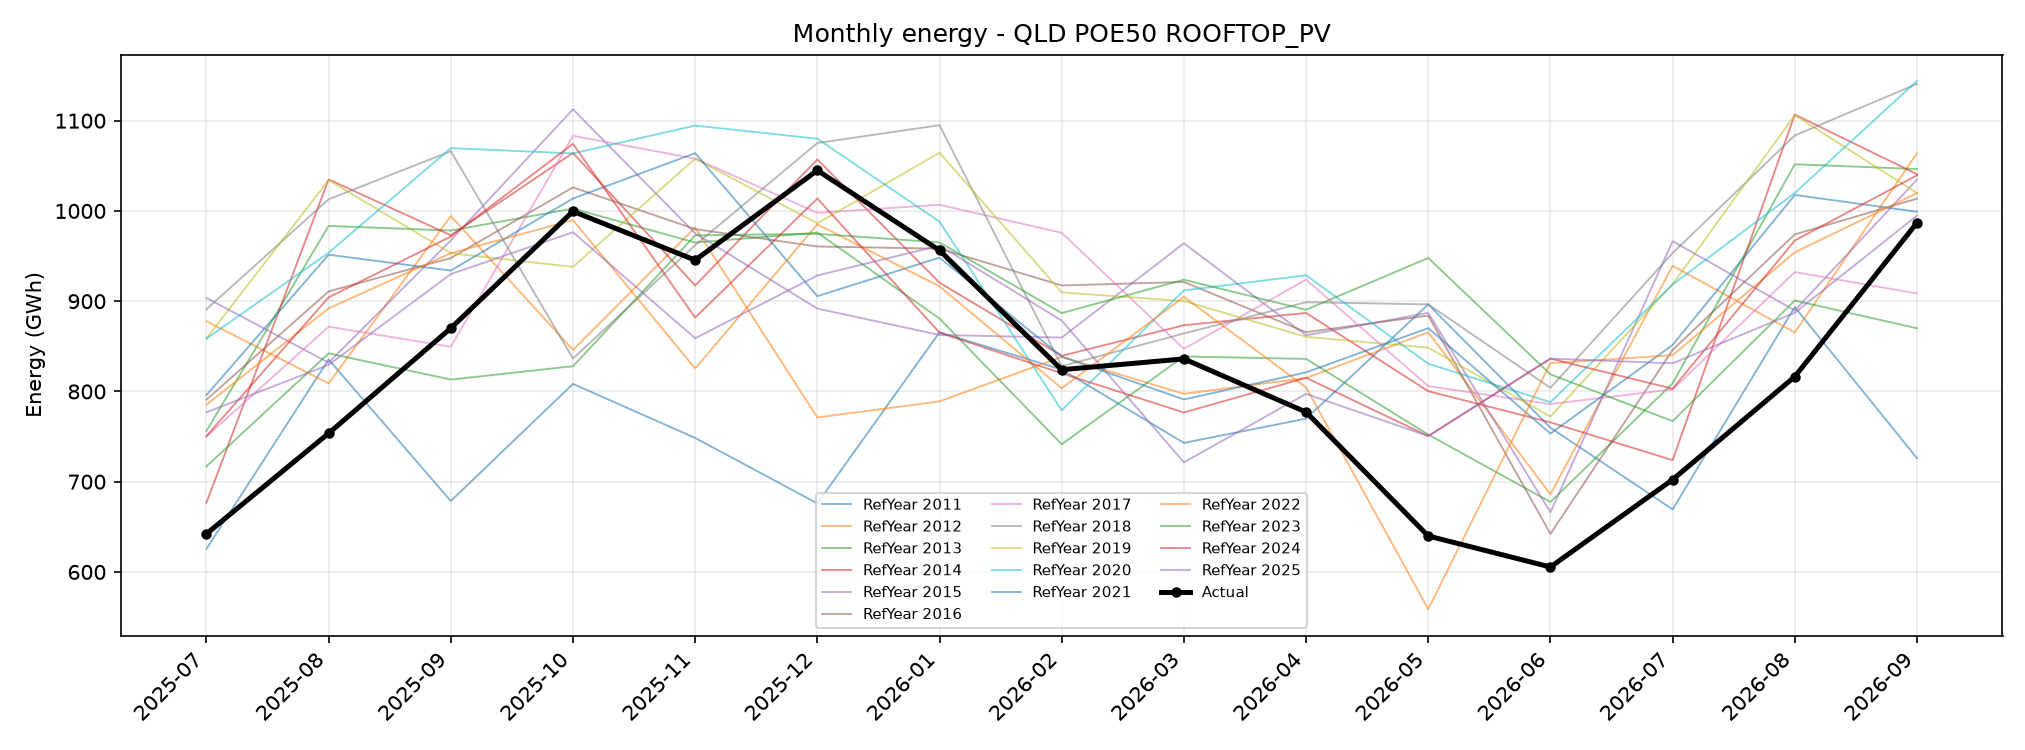 Monthly energy - QLD POE50 ROOFTOP_PV
Energy (GWh)
1100
1000
900
800
700
600
RefYear 2011
RefYear 2012
RefYear 2013
RefYear 2014
RefYear 2015
RefYear 2016
RefYear 2017
RefYear 2018
RefYear 2019
RefYear 2020
RefYear 2021
RefYear 2022
RefYear 2023
RefYear 2024
RefYear 2025
Actual
2025-07
2025-08
2025-09
2025-10
2025-11
2025-12
2026-01
2026-02
2026-03
2026-04
2026-05
2026-06
2026-07
2026-08
2026-09